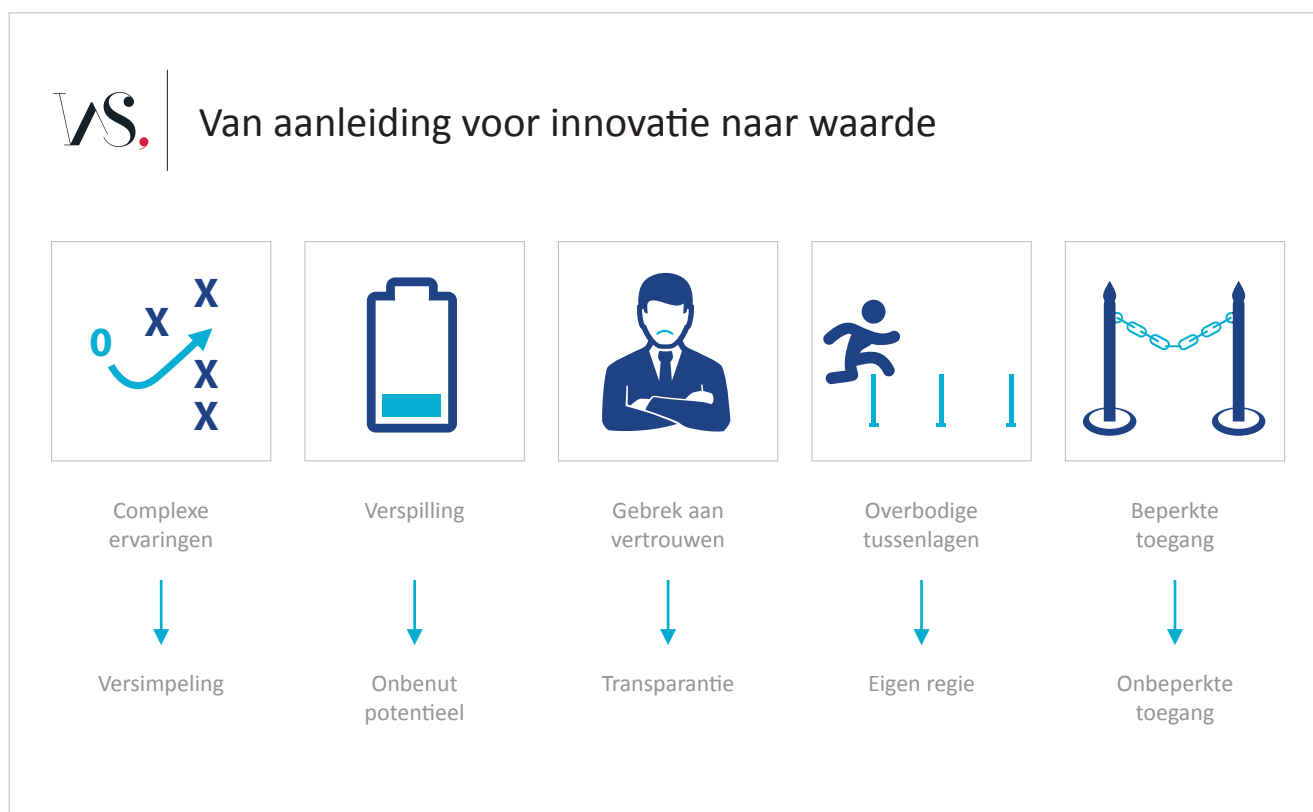 VS,
Van aanleiding voor innovatie naar waarde
0
X
X
X
X
Complexe
ervaringen
Verspilling
Gebrek aan
vertrouwen
Overbodige
tussenlagen
Beperkte
toegang
Versimpeling
Onbenut
potentieel
Transparantie
Eigen regie
Onbeperkte
toegang